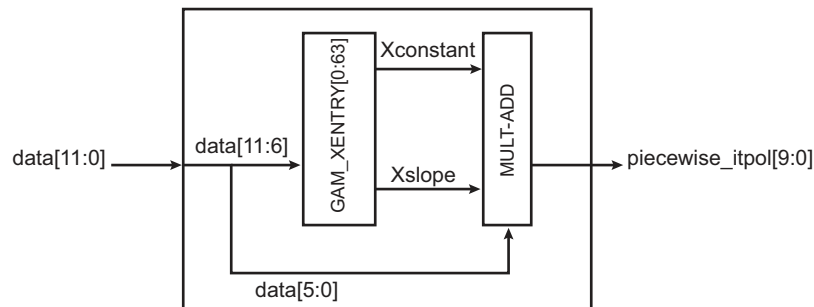 Xconstant
data[11:0]
data[11:6]
GAM_XENTRY[0:63]
MULT-ADD
piecewise_itpol[9:0]
Xslope
data[5:0]